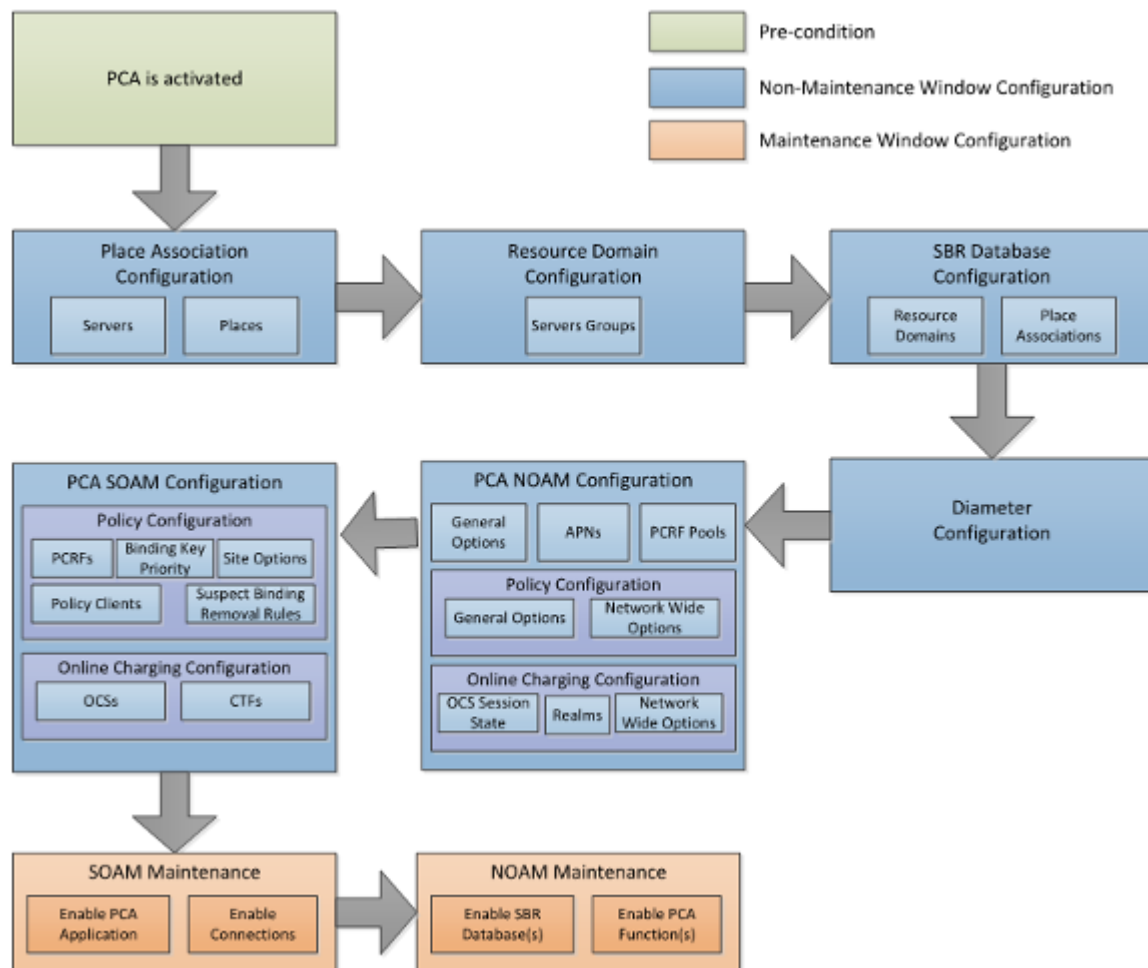 PCA is activated
Pre-condition
Non-Maintenance Window Configuration
Maintenance Window Configuration
Place Association
Configuration
Servers
Places
Resource Domain
Configuration
Servers Groups
SBR Database
Configuration
Resource
Domains
Place
Associations
PCA SOAM Configuration
Policy Configuration
PCRFs
Binding Key
Priority
Site Options
Policy Clients
Suspect Binding
Removal Rules
Online Charging Configuration
OCSs
CTFs
PCA NOAM Configuration
General
Options
APNs
PCRF Pools
Policy Configuration
General Options
Network Wide
Options
Online Charging Configuration
OCS Session
State
Realms
Network
Wide Options
Diameter
Configuration
SOAM Maintenance
Enable PCA
Application
Enable
Connections
NOAM Maintenance
Enable SBR
Database(s)
Enable PCA
Function(s)